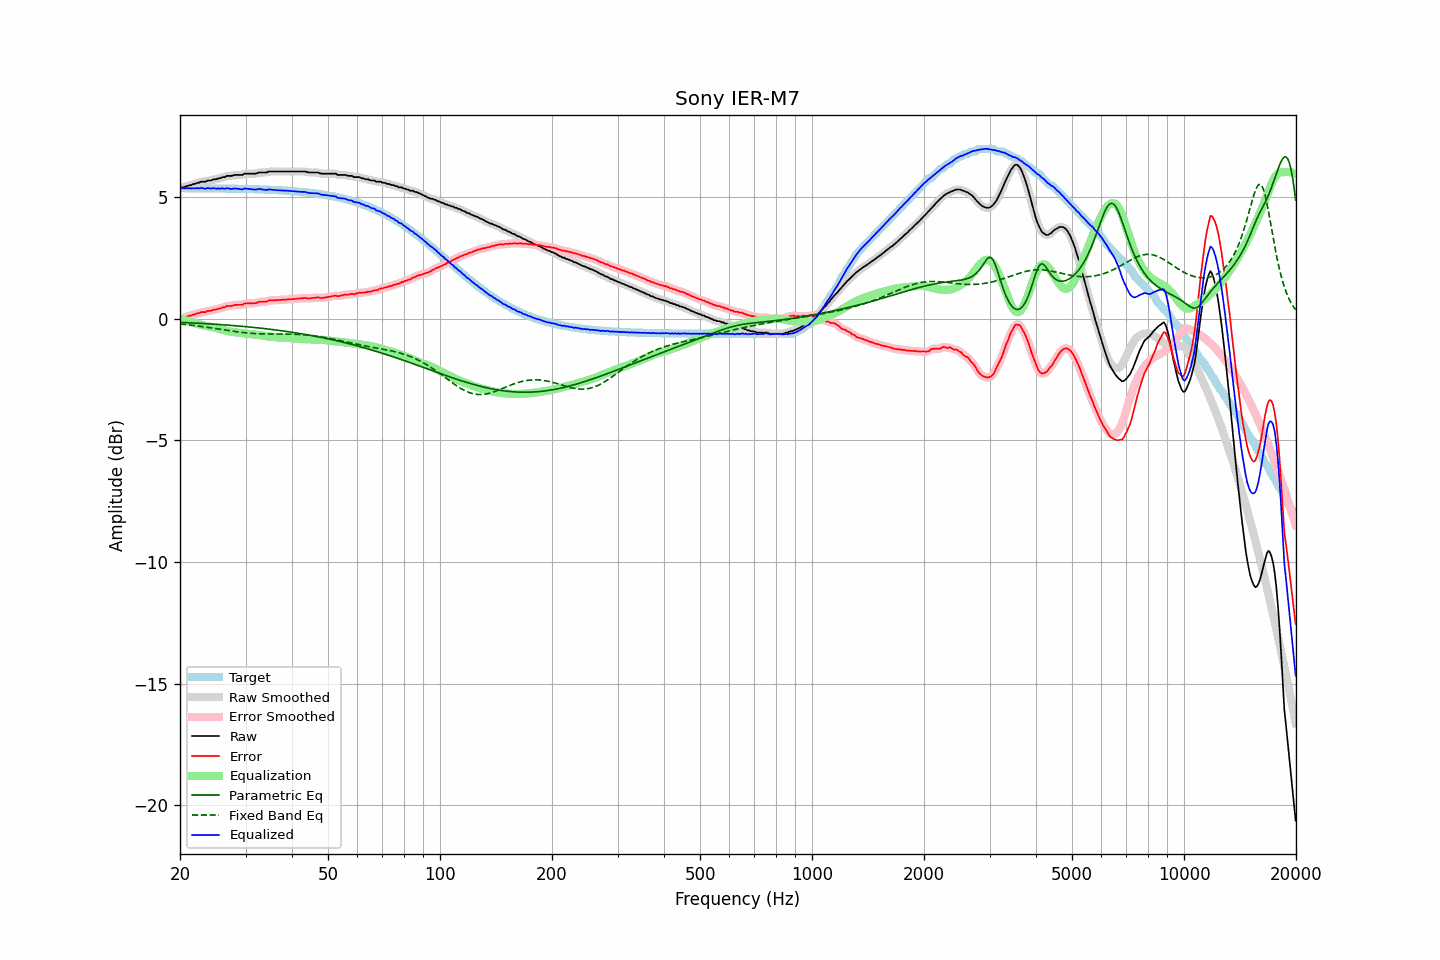 Sony IER-M7
Amplitude (dBr)
5
0
−5
−10
−15
−20
Target
Raw Smoothed
Error Smoothed
Raw
Error
Equalization
Parametric Eq
Fixed Band Eq
Equalized
20 50 100 200 500 1000 2000 5000 10000 20000
Frequency (Hz)